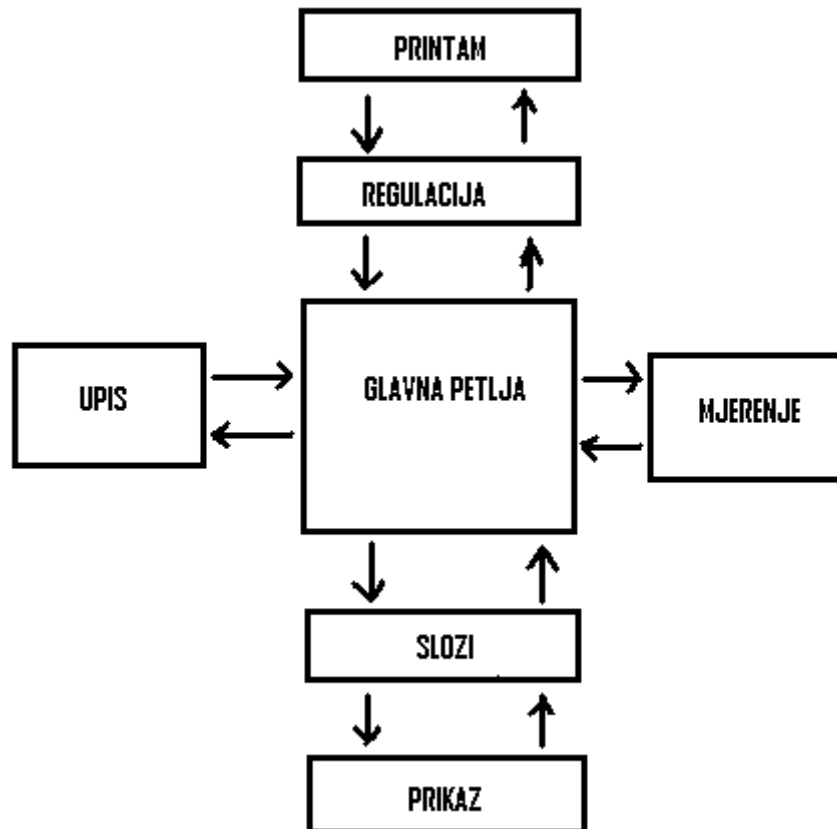 PRINTAM
REGULACIJA
GLAVNA PETLJA
UPIS
MJERENJE
SLOZI
PRIKAZ